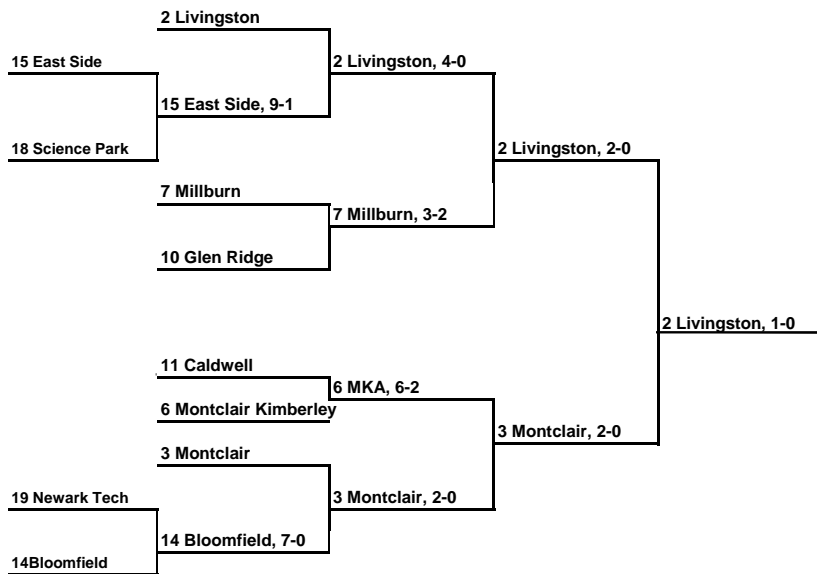 2 Livingston
15 East Side
2 Livingston, 4-0
15 East Side, 9-1
18 Science Park
2 Livingston, 2-0
7 Millburn
7 Millburn, 3-2
10 Glen Ridge
2 Livingston, 1-0
11 Caldwell
6 MKA, 6-2
6 Montclair Kimberley
3 Montclair, 2-0
3 Montclair
19 Newark Tech
3 Montclair, 2-0
14 Bloomfield, 7-0
14Bloomfield